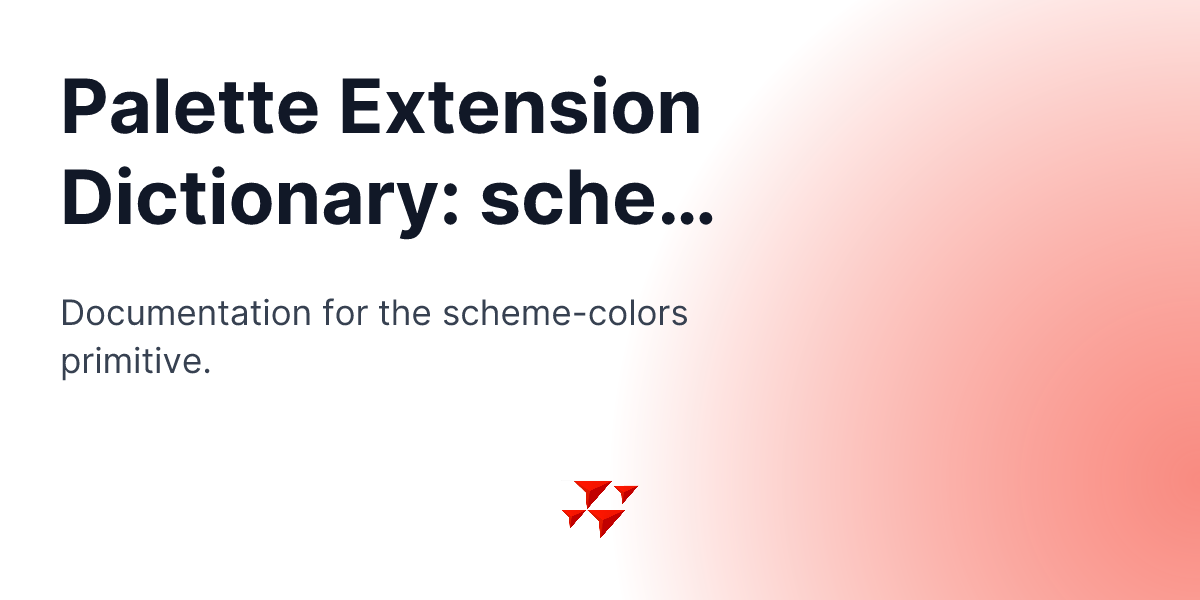 Palette Extension
Dictionary: sche...
Documentation for the scheme-colors
primitive.